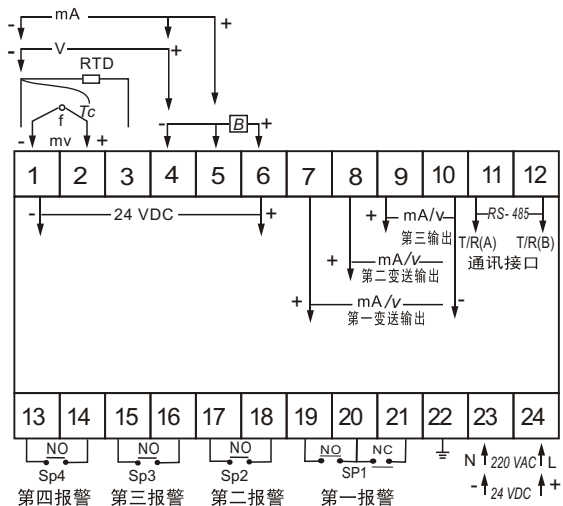 - mA +
- V +
RTD
Tc
f
- mv +
- B +
1 2 3 4 5 6 7 8 9 10 11 12
- 24 VDC +
+ mA/v
第三输出
RS-485
T/R(A) T/R(B)
通讯接口
+ mA/v
第二变送输出
+ mA/v -
第一变送输出
13 14 15 16 17 18 19 20 21 22 23 24
NO NO NO NO NC
Sp4 Sp3 Sp2 SP1
第四报警 第三报警 第二报警 第一报警
N 220 VAC L
- 24 VDC +